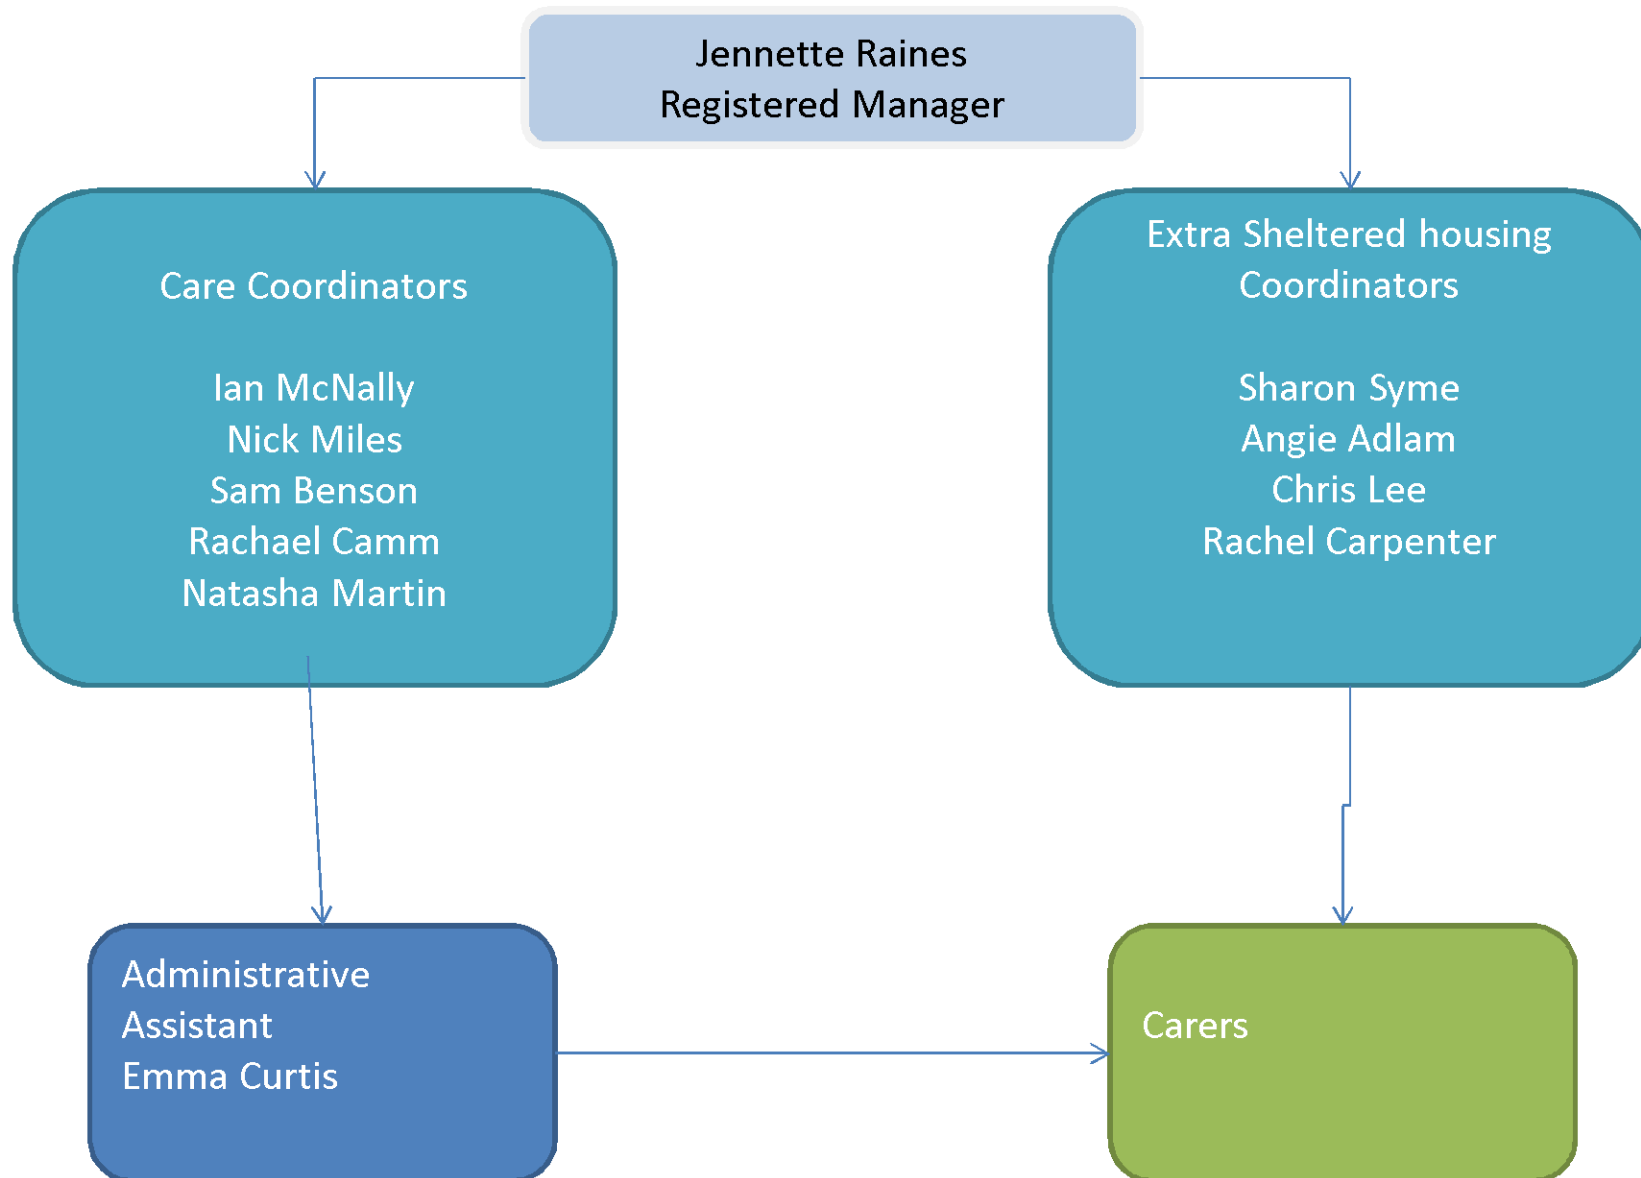 Jennette Raines
Registered Manager
Care Coordinators
Ian McNally
Nick Miles
Sam Benson
Rachael Camm
Natasha Martin
Extra Sheltered housing
Coordinators
Sharon Syme
Angie Adlam
Chris Lee
Rachel Carpenter
Administrative
Assistant
Emma Curtis
Carers